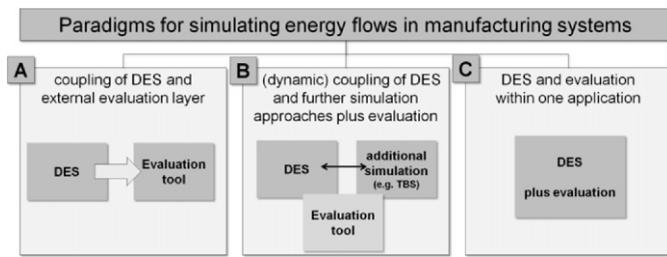 Paradigms for simulating energy flows in manufacturing systems
A
coupling of DES and
external evaluation layer
DES
Evaluation
tool
B
(dynamic) coupling of DES
and further simulation
approaches plus evaluation
DES
additional
simulation
(e.g, TBS)
Evaluation
tool
C
DES and evaluation
within one application
DES
plus evaluation